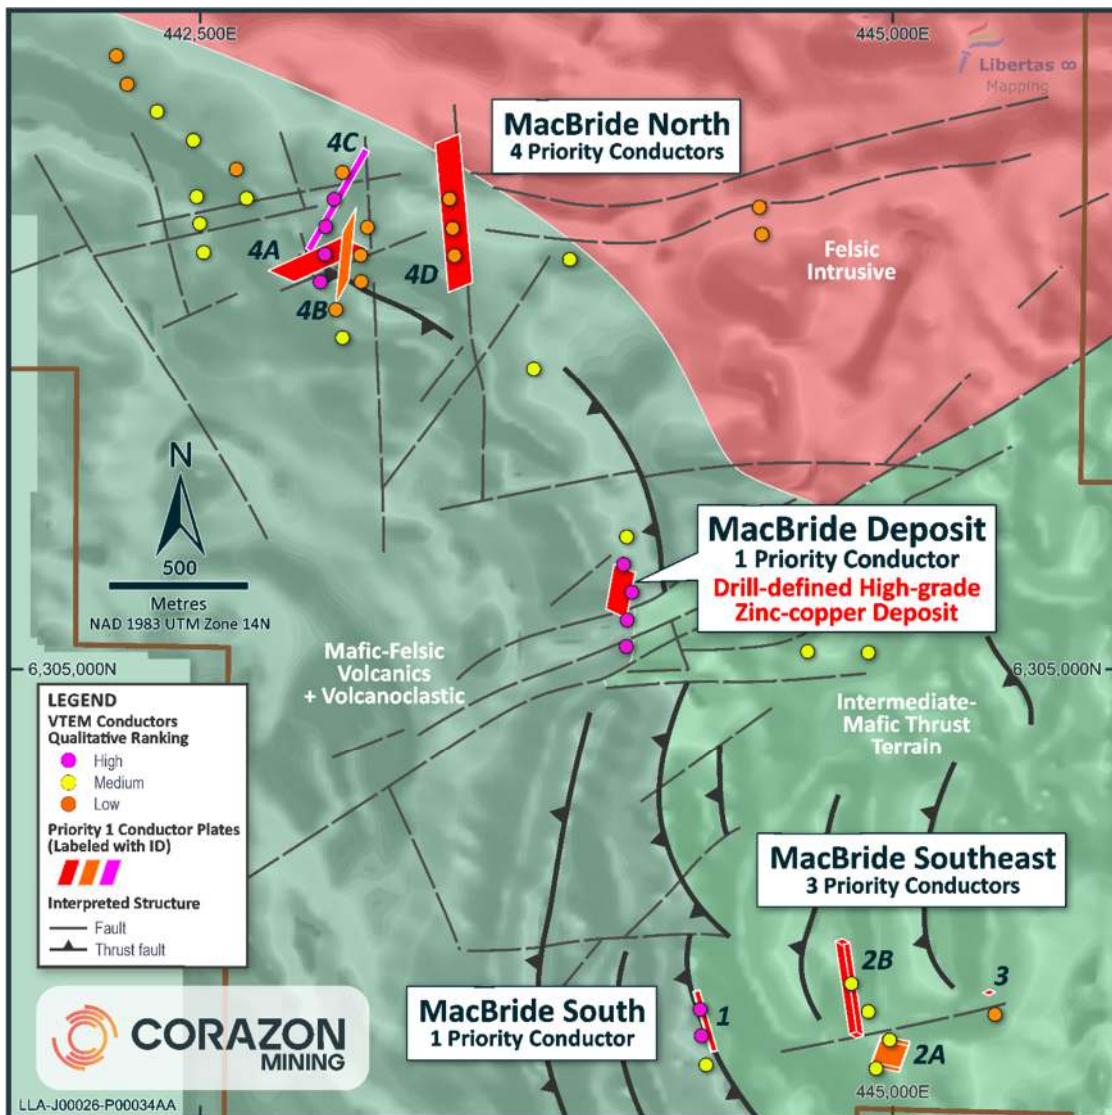 442,500E
445,000E
Libertas ∞
Mapping
MacBride North
4 Priority Conductors
4C
4A
4D
4B
Felsic
Intrusive
N
500
Metres
NAD 1983 UTM Zone 14N
MacBride Deposit
1 Priority Conductor
Drill-defined High-grade
Zinc-copper Deposit
Mafic-Felsic
Volcanics
+ Volcanoclastic
6,305,000N
6,305,000N
Intermediate-
Mafic Thrust
Terrain
LEGEND
VTEM Conductors
Qualitative Ranking
High
Medium
Low
Priority 1 Conductor Plates
(Labeled with ID)
Interpreted Structure
Fault
Thrust fault
MacBride Southeast
3 Priority Conductors
2B
3
MacBride South
1 Priority Conductor
1
2A
CORAZON
MINING
445,000E
LLA-J00026-P00034AA